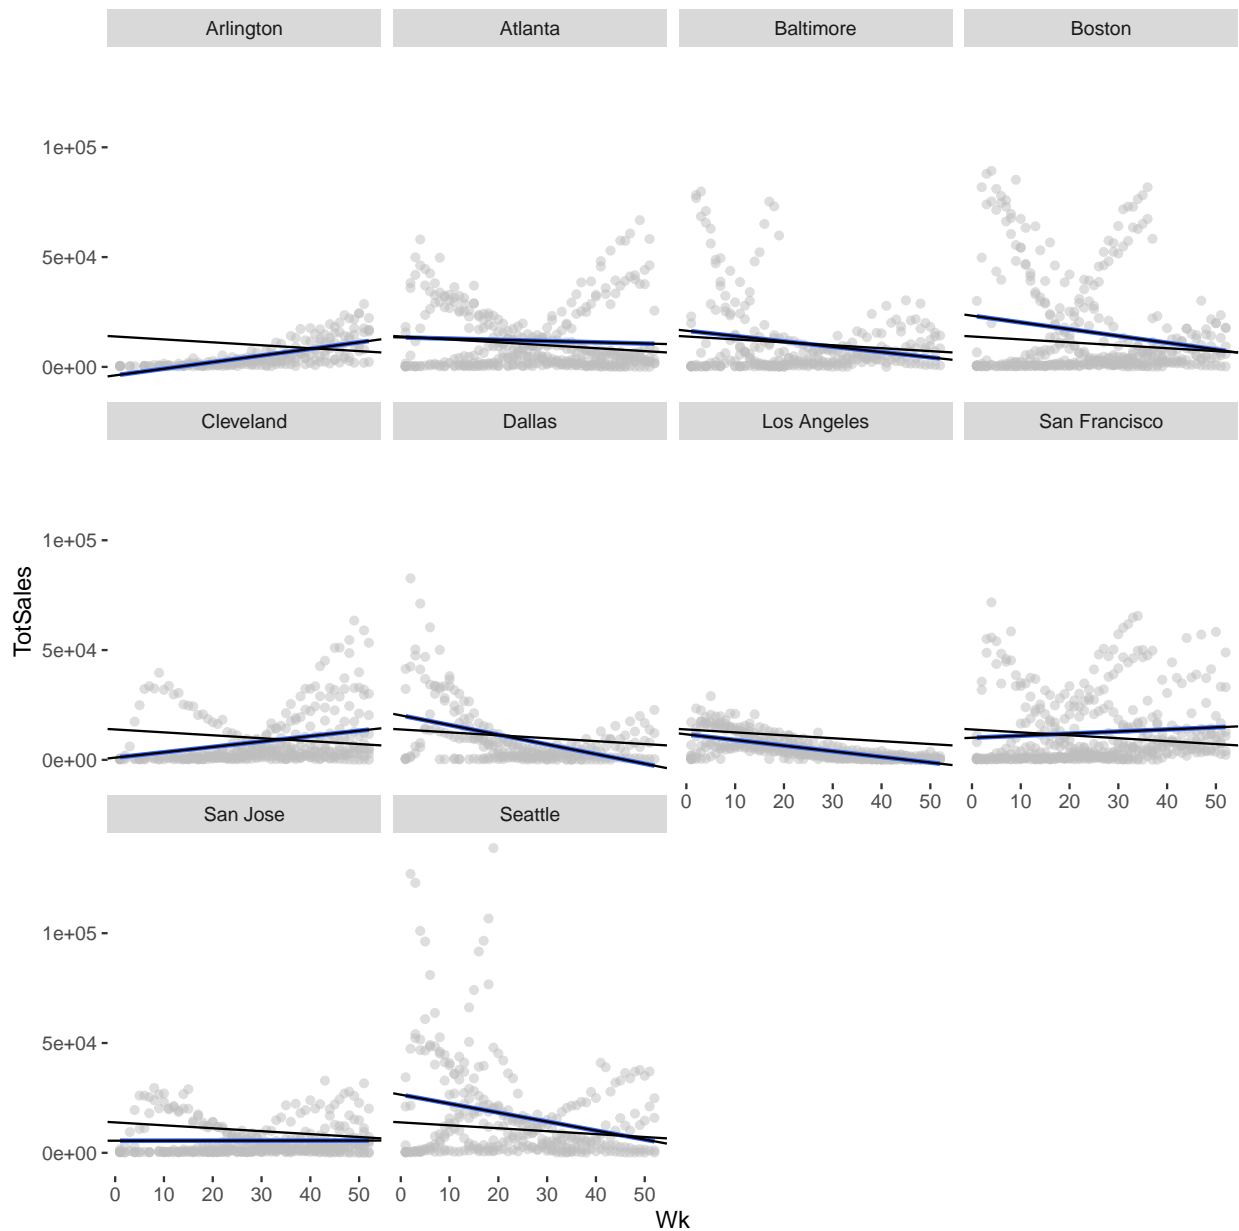 Arlington Atlanta Baltimore Boston
1e+05
5e+04
0e+00
Cleveland Dallas Los Angeles San Francisco
1e+05
5e+04
0e+00
0 10 20 30 40 50 0 10 20 30 40 50
San Jose Seattle
1e+05
5e+04
0e+00
0 10 20 30 40 50 0 10 20 30 40 50
Wk
TotSales